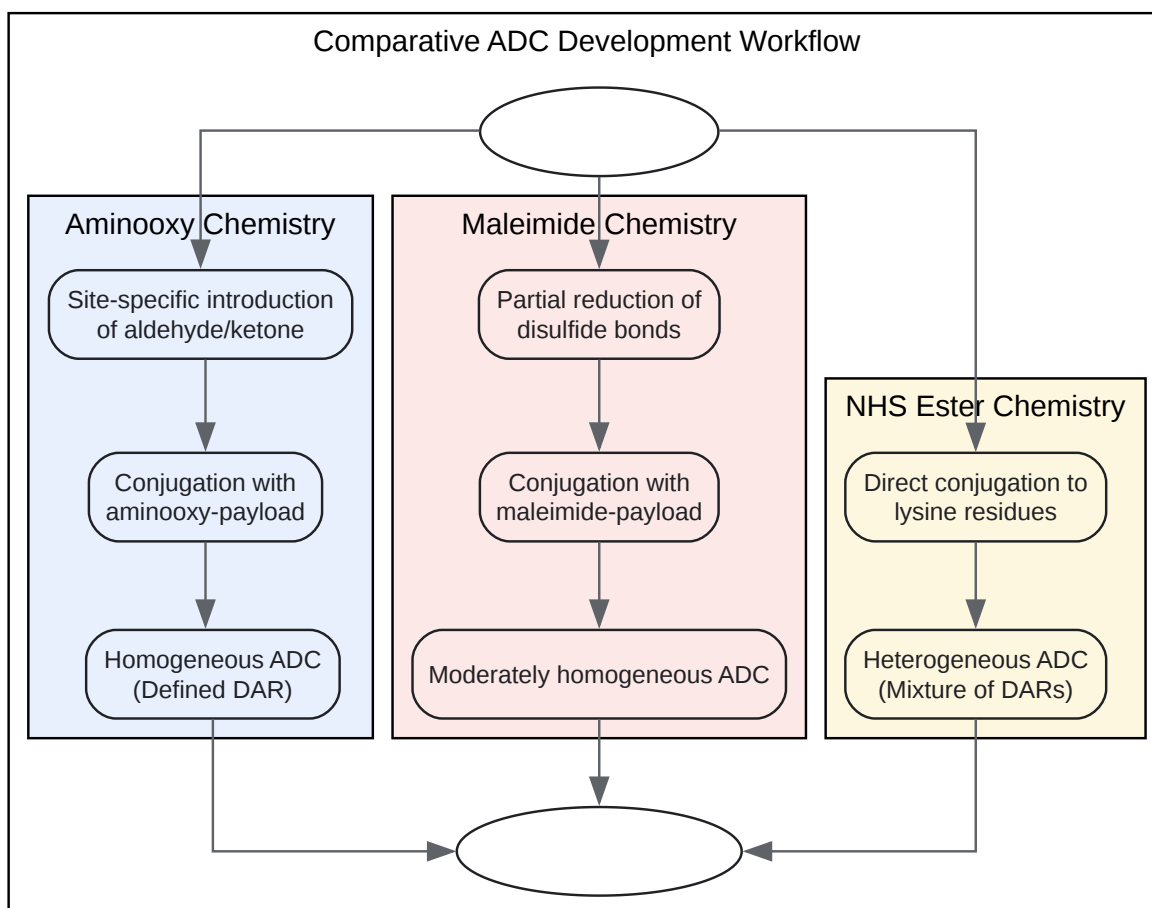 Comparative ADC Development Workflow
Aminooxy Chemistry
Site-specific introduction
of aldehyde/ketone
Conjugation with
aminooxy-payload
Homogeneous ADC
(Defined DAR)
Maleimide Chemistry
Partial reduction of
disulfide bonds
Conjugation with
maleimide-payload
Moderately homogeneous ADC
NHS Ester Chemistry
Direct conjugation to
lysine residues
Heterogeneous ADC
(Mixture of DARs)